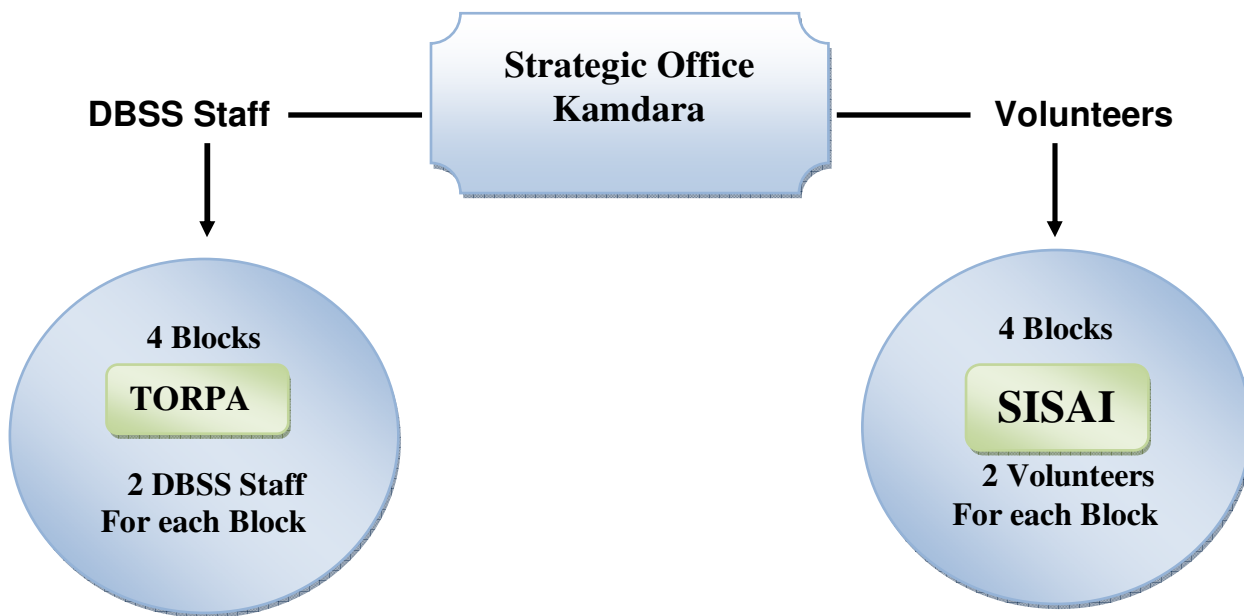 Strategic Office
Kamdara
DBSS Staff
Volunteers
4 Blocks
TORPA
2 DBSS Staff
For each Block
4 Blocks
SISAI
2 Volunteers
For each Block